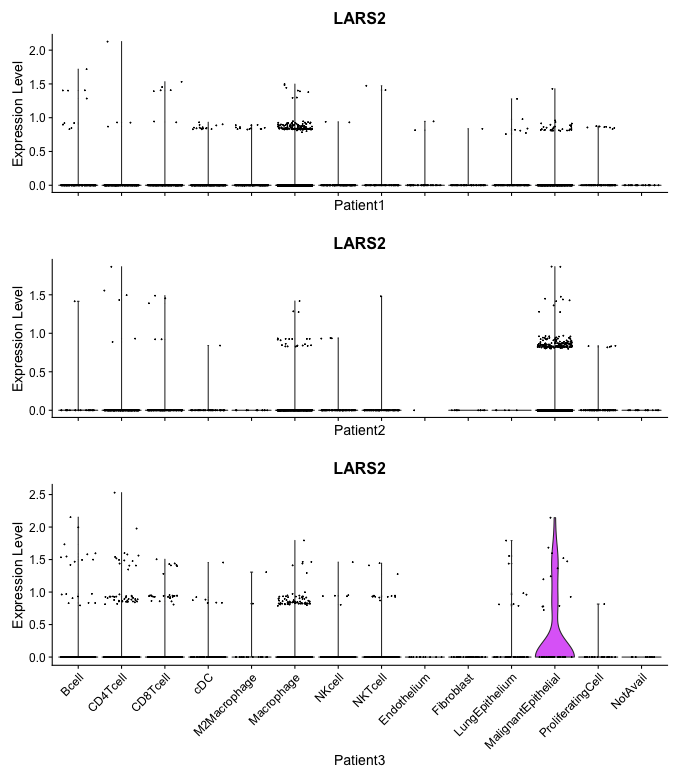 LARS2
Expression Level
2.0
1.5
1.0
0.5
0.0
Patient1
LARS2
Expression Level
1.5
1.0
0.5
0.0
Patient2
LARS2
Expression Level
2.5
2.0
1.5
1.0
0.5
0.0
Bcell
CD4Tcell
CD8Tcell
cDC
M2Macrophage
Macrophage
NKcell
NKTcell
Endothelium
Fibroblast
LungEpithelium
MalignantEpithelial
ProliferatingCell
NotAvail
Patient3